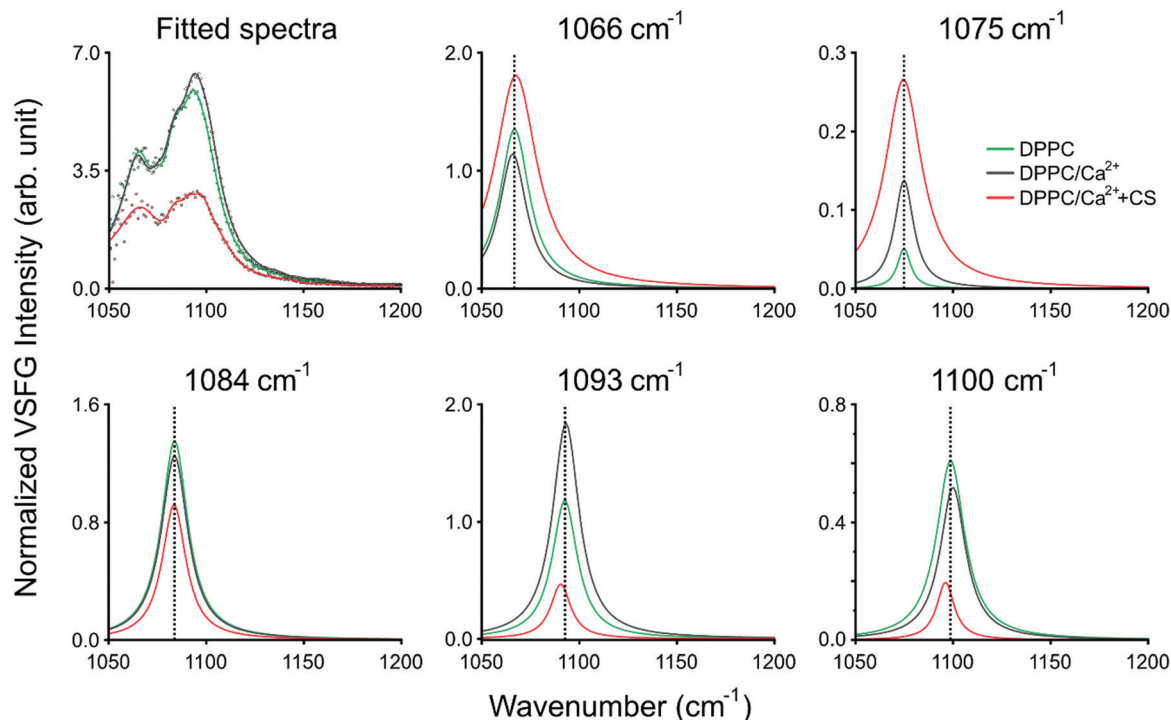 Fitted spectra
1066 cm⁻¹
1075 cm⁻¹
Normalized VSFG Intensity (arb. unit)
7.0
3.5
0.0
1050 1100 1150 1200
2.0
1.0
0.0
1050 1100 1150 1200
0.3
0.2
0.1
0.0
1050 1100 1150 1200
DPPC
DPPC/Ca²⁺
DPPC/Ca²⁺+CS
1084 cm⁻¹
1093 cm⁻¹
1100 cm⁻¹
1.6
0.8
0.0
1050 1100 1150 1200
2.0
1.0
0.0
1050 1100 1150 1200
0.8
0.4
0.0
1050 1100 1150 1200
Wavenumber (cm⁻¹)